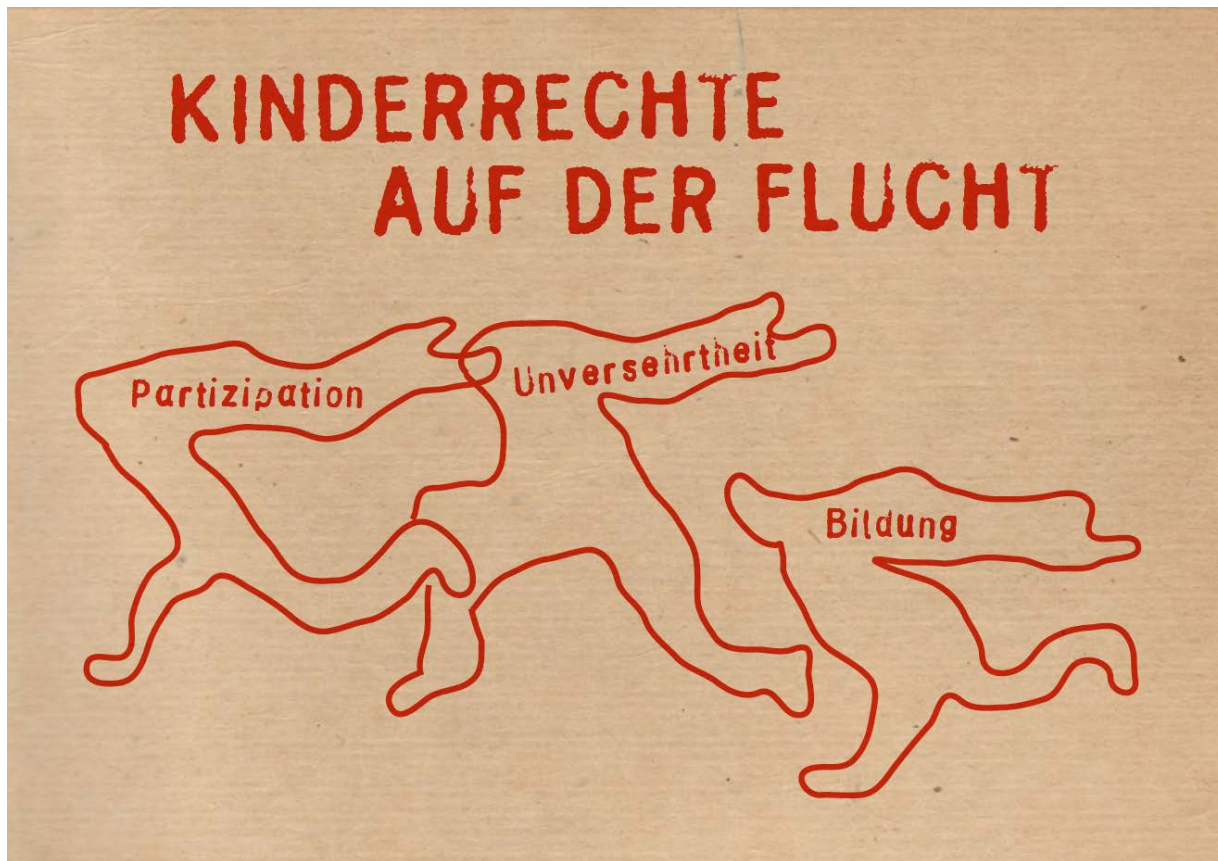 KINDERRECHTE
AUF DER FLUCHT
Partizipation
Unversehrtheit
Bildung